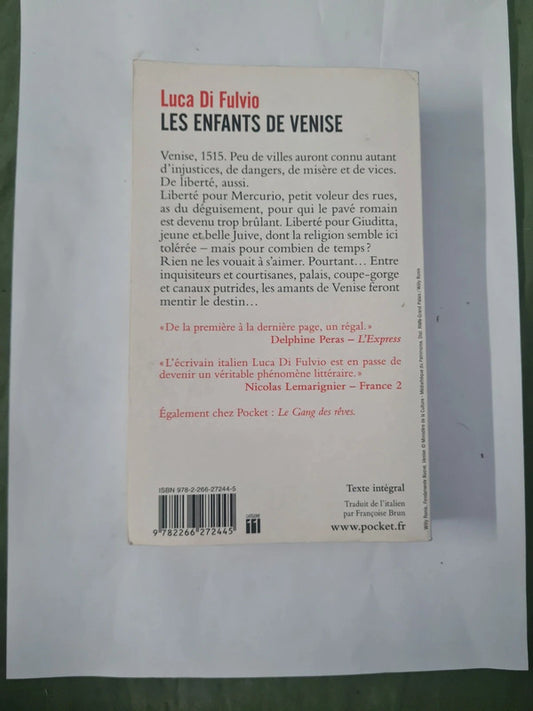 Luca Di Fulvio
LES ENFANTS DE VENISE
Venise, 1515. Peu de villes auront connu autant
d'injustices, de dangers, de misère et de vices.
De liberté, aussi.
Liberté pour Mercurio, petit voleur des rues,
as du déguisement, pour qui le pavé romain
est devenu trop brûlant. Liberté pour Giuditta,
jeune et belle Juive, dont la religion semble ici
tolérée – mais pour combien de temps ?
Rien ne les vouait à s'aimer. Pourtant… Entre
inquisiteurs et courtisanes, palais, coupe-gorge
et canaux putrides, les amants de Venise feront
mentir le destin…
« De la première à la dernière page, un régal. »
Delphine Peras – L'Express
« L'écrivain italien Luca Di Fulvio est en passe de
devenir un véritable phénomène littéraire. »
Nicolas Lemarignier – France 2
Également chez Pocket : Le Gang des rêves.
ISBN 978-2-266-27244-5
9 782266 272445
CATÉGORIE
Texte intégral
Traduit de l'italien
par Françoise Brun
www.pocket.fr